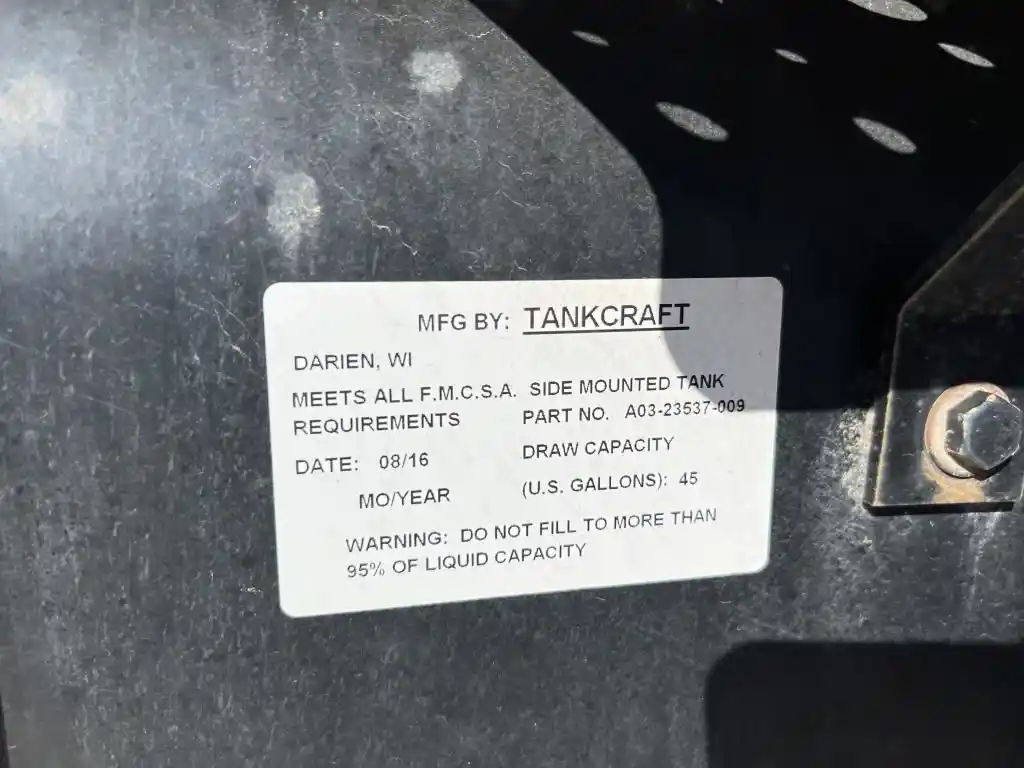 MFG BY: TANKCRAFT
DARIEN, WI
MEETS ALL F.M.C.S.A. SIDE MOUNTED TANK
REQUIREMENTS PART NO. A03-23537-009
DATE: 08/16 DRAW CAPACITY
MO/YEAR (U.S. GALLONS): 45
WARNING: DO NOT FILL TO MORE THAN
95% OF LIQUID CAPACITY